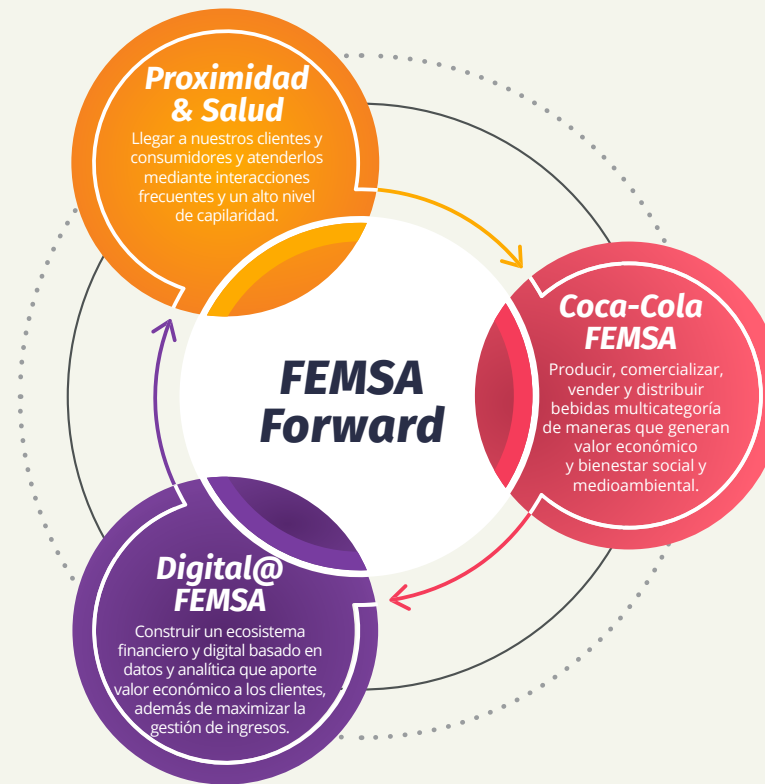 Proximidad
& Salud
Llegar a nuestros clientes y
consumidores y atenderlos
mediante interacciones
frecuentes y un alto nivel
de capilaridad.
Coca-Cola
FEMSA
Producir, comercializar,
vender y distribuir
bebidas multicategoría
de maneras que generan
valor económico
y bienestar social y
medioambiental.
FEMSA
Forward
Digital@
FEMSA
Construir un ecosistema
financiero y digital basado en
datos y analítica que aporte
valor económico a los clientes,
además de maximizar la
gestión de ingresos.